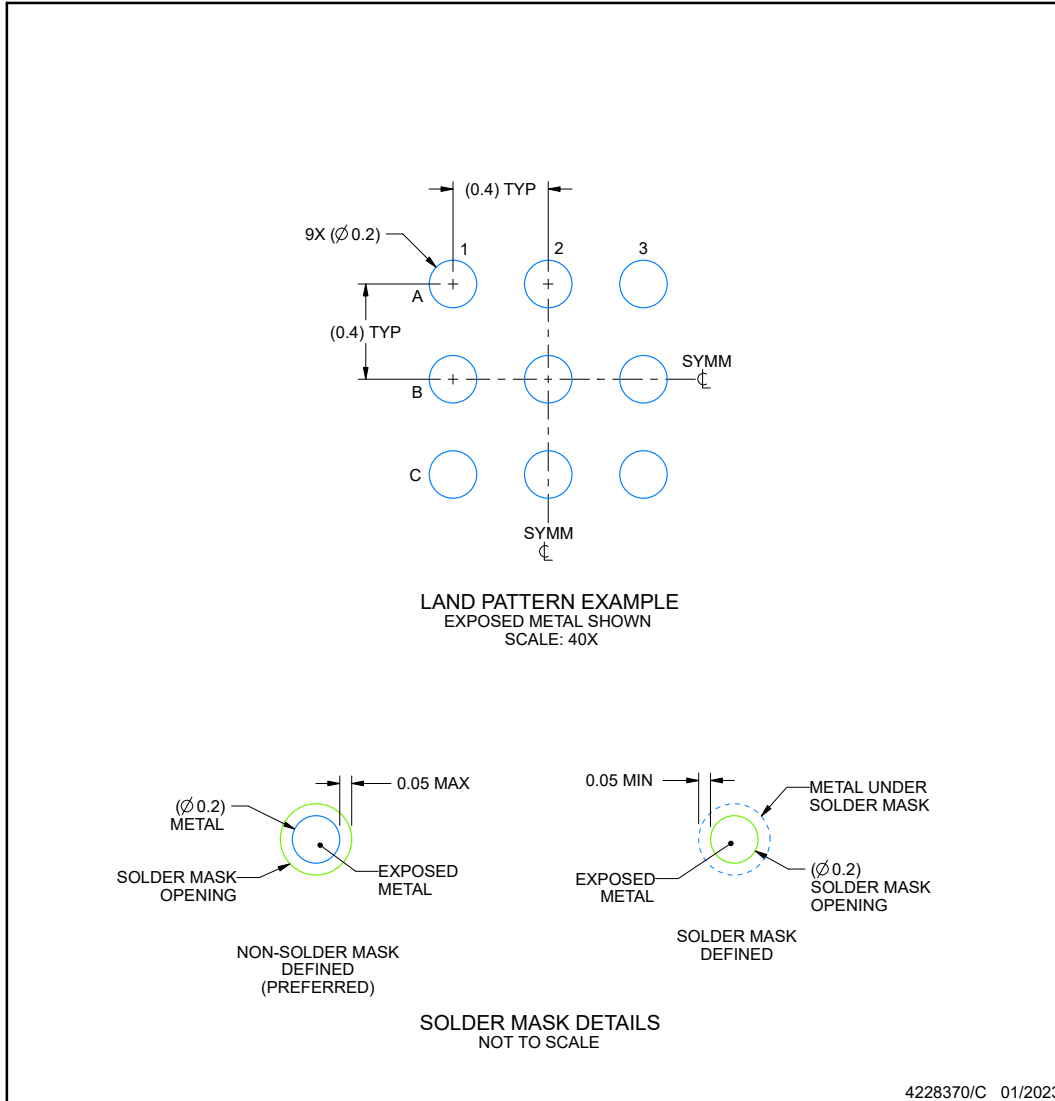 (0.4) TYP
9X (∅ 0.2)
1
2
3
A
(0.4) TYP
SYMM
℄
B
C
SYMM
℄
LAND PATTERN EXAMPLE
EXPOSED METAL SHOWN
SCALE: 40X
0.05 MAX
(∅ 0.2)
METAL
SOLDER MASK
OPENING
EXPOSED
METAL
NON-SOLDER MASK
DEFINED
(PREFERRED)
0.05 MIN
METAL UNDER
SOLDER MASK
EXPOSED
METAL
(∅ 0.2)
SOLDER MASK
OPENING
SOLDER MASK
DEFINED
SOLDER MASK DETAILS
NOT TO SCALE
4228370/C 01/2023